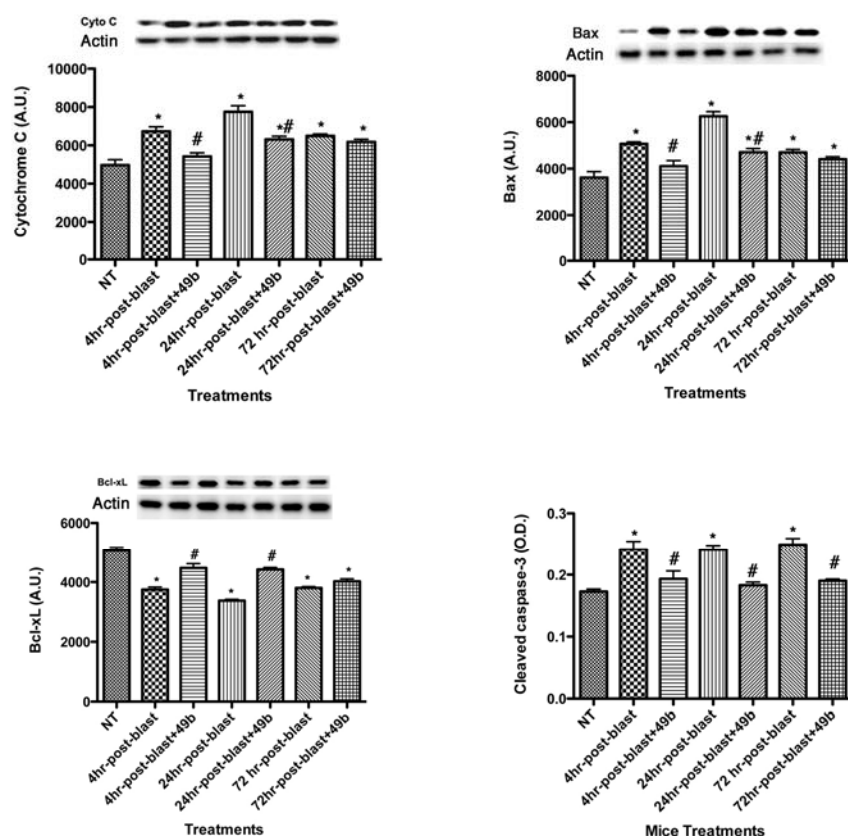 Cyto C
Actin
Cytochrome C (A.U.)
10000
8000
6000
4000
2000
0
*
#
*
*#
*
*
NT
4hr-post-blast
4hr-post-blast+49b
24hr-post-blast
24hr-post-blast+49b
72 hr-post-blast
72hr-post-blast+49b
Treatments
Bax
Actin
Bax (A.U.)
8000
6000
4000
2000
0
*
#
*
*#
*
*
NT
4hr-post-blast
4hr-post-blast+49b
24hr-post-blast
24hr-post-blast+49b
72 hr-post-blast
72hr-post-blast+49b
Treatments
Bcl-xL
Actin
Bcl-xL (A.U.)
6000
4000
2000
0
*
#
*
#
*
*
NT
4hr-post-blast
4hr-post-blast+49b
24hr-post-blast
24hr-post-blast+49b
72 hr-post-blast
72hr-post-blast+49b
Treatments
Cleaved caspase-3 (O.D.)
0.3
0.2
0.1
0.0
*
#
*
#
*
#
NT
4hr-post-blast
4hr-post-blast+49b
24hr-post-blast
24hr-post-blast+49b
72 hr-post-blast
72hr-post-blast+49b
Mice Treatments